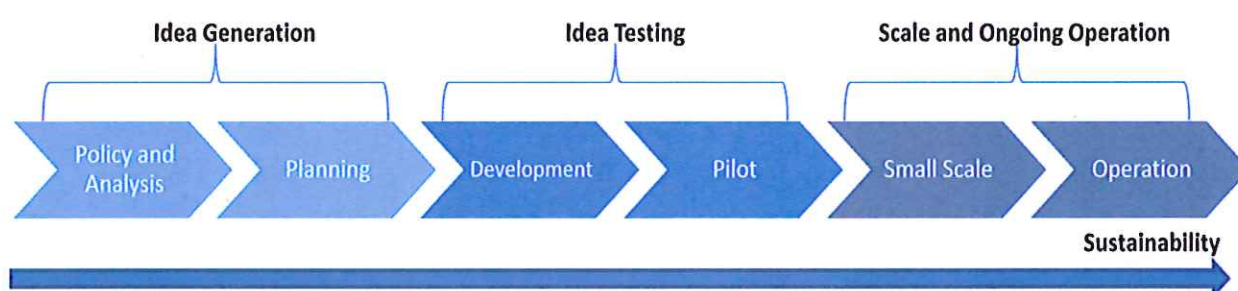 Idea Generation
Idea Testing
Scale and Ongoing Operation
Policy and
Analysis
Planning
Development
Pilot
Small Scale
Operation
Sustainability